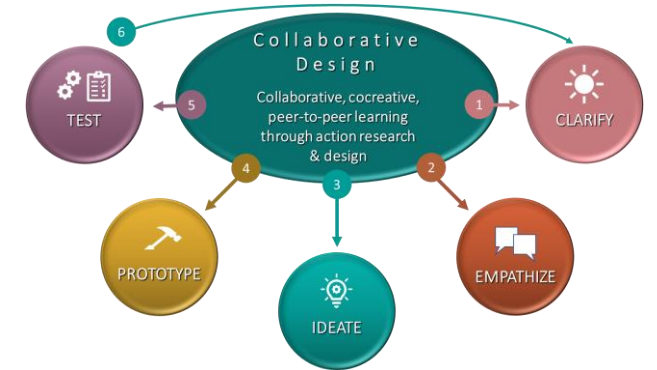 6
Collaborative
Design
Collaborative, cocreative,
peer-to-peer learning
through action research
& design
5
1
TEST
CLARIFY
4
2
3
PROTOTYPE
EMPATHIZE
IDEATE